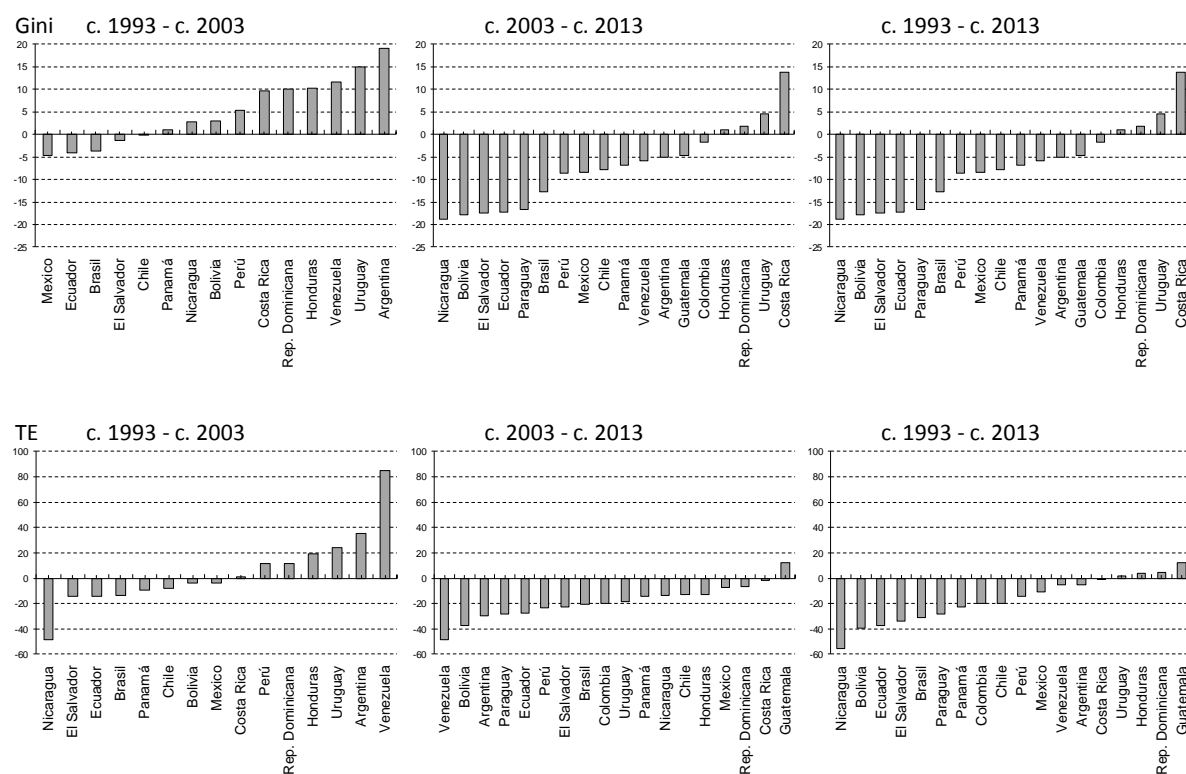 Gini c. 1993 - c. 2003 c. 2003 - c. 2013 c. 1993 - c. 2013
20 20 20
15 15 15
10 10 10
5 5 5
0 0 0
-5 -5 -5
-10 -10 -10
-15 -15 -15
-20 -20 -20
-25 -25 -25
Mexico
Ecuador
Brasil
El Salvador
Chile
Panamá
Nicaragua
Bolivia
Perú
Costa Rica
Rep. Dominicana
Honduras
Venezuela
Uruguay
Argentina
Nicaragua
Bolivia
El Salvador
Ecuador
Paraguay
Brasil
Perú
Mexico
Chile
Panamá
Venezuela
Argentina
Guatemala
Colombia
Honduras
Rep. Dominicana
Uruguay
Costa Rica
Nicaragua
Bolivia
El Salvador
Ecuador
Paraguay
Brasil
Perú
Mexico
Chile
Panamá
Venezuela
Argentina
Guatemala
Colombia
Honduras
Rep. Dominicana
Uruguay
Costa Rica
TE c. 1993 - c. 2003 c. 2003 - c. 2013 c. 1993 - c. 2013
100 100 100
80 80 80
60 60 60
40 40 40
20 20 20
0 0 0
-20 -20 -20
-40 -40 -40
-60 -60 -60
Nicaragua
El Salvador
Ecuador
Brasil
Panamá
Chile
Bolivia
Mexico
Costa Rica
Perú
Rep. Dominicana
Honduras
Uruguay
Argentina
Venezuela
Venezuela
Bolivia
Argentina
Paraguay
Ecuador
Perú
El Salvador
Brasil
Colombia
Uruguay
Panamá
Nicaragua
Chile
Honduras
Mexico
Rep. Dominicana
Costa Rica
Guatemala
Nicaragua
Bolivia
Ecuador
El Salvador
Brasil
Paraguay
Panamá
Colombia
Chile
Perú
Mexico
Venezuela
Argentina
Costa Rica
Uruguay
Honduras
Rep. Dominicana
Guatemala